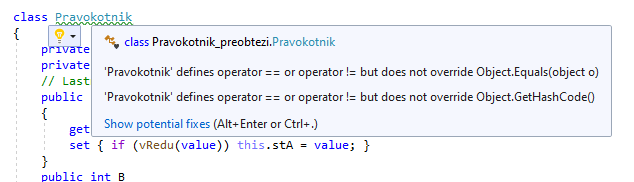 class Pravokotnik
{
private
class Pravokotnik_preobtezi.Pravokotnik
private
'Pravokotnik' defines operator == or operator != but does not override Object.Equals(object o)
// Last
public
'Pravokotnik' defines operator == or operator != but does not override Object.GetHashCode()
{
get
Show potential fixes (Alt+Enter or Ctrl+.)
set { if (vRedu(value)) this.stA = value; }
}
public int B